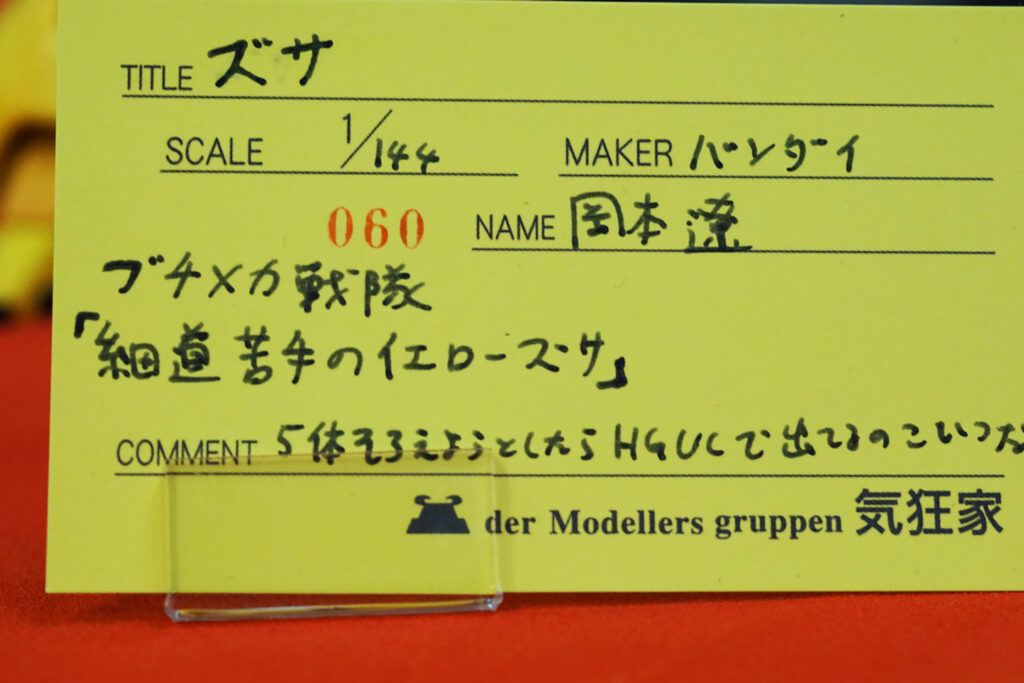 TITLE ズサ
SCALE 1/144 MAKER バンダイ
060 NAME 岡本 遼
ブチメカ戦隊
「細道苦手のイエローズサ」
COMMENT 5体そろえようとしたらHGUCで出てるのこいつだ
der Modellers gruppen 気狂家